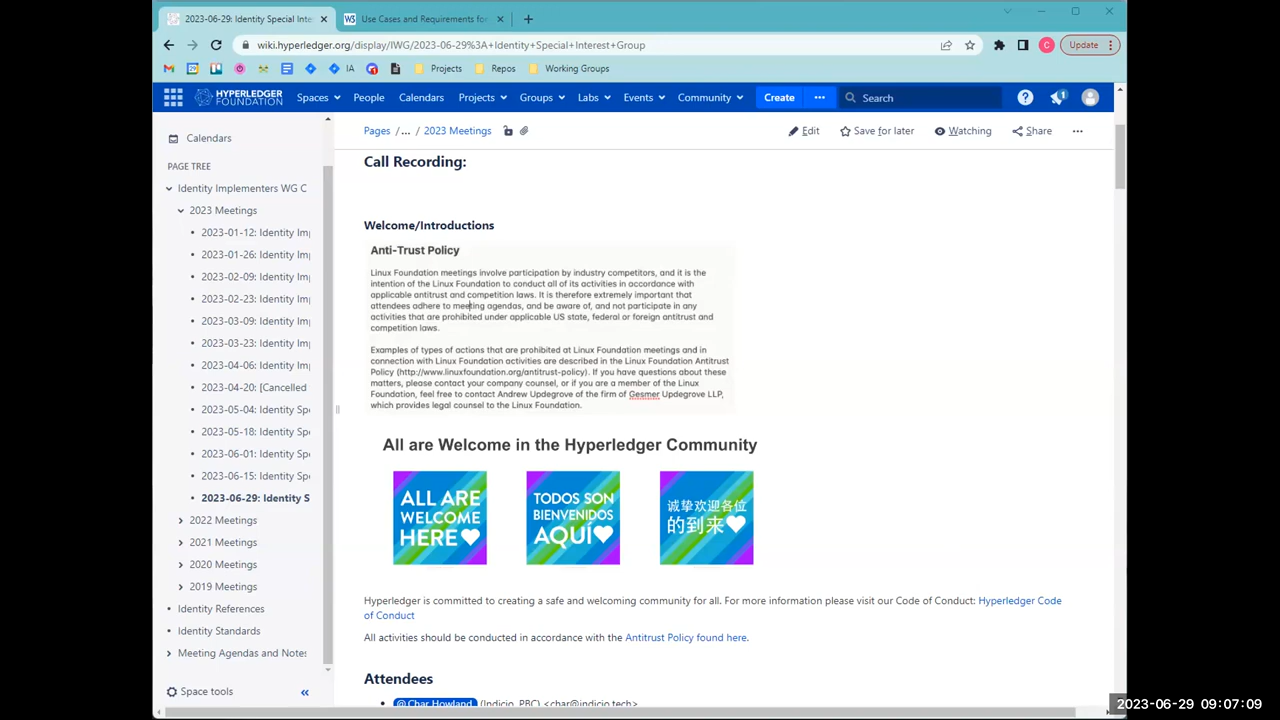 2023-06-29: Identity Special Inter
Use Cases and Requirements for
wiki.hyperledger.org/display/IWG/2023-06-29%3A+Identity+Special+Interest+Group
C
Update
IA
Projects
Repos
Working Groups
HYPERLEDGER
FOUNDATION
Spaces
People
Calendars
Projects
Groups
Labs
Events
Community
Create
Search
1
Calendars
Pages /... / 2023 Meetings
Edit
Save for later
Watching
Share
PAGE TREE
Identity Implementers WG C
2023 Meetings
2023-01-12: Identity Im
2023-01-26: Identity Im
2023-02-09: Identity Im
2023-02-23: Identity Im
2023-03-09: Identity Im
2023-03-23: Identity Im
2023-04-06: Identity Im
2023-04-20: [Cancelled
2023-05-04: Identity Spe
2023-05-18: Identity Sp
2023-06-01: Identity Spe
2023-06-15: Identity Spe
2023-06-29: Identity S
2022 Meetings
2021 Meetings
2020 Meetings
2019 Meetings
Identity References
Identity Standards
Meeting Agendas and Notes
Space tools
Call Recording:
Welcome/Introductions
Anti-Trust Policy
Linux Foundation meetings involve participation by industry competitors, and it is the
intention of the Linux Foundation to conduct all of its activities in accordance with
applicable antitrust and competition laws. It is therefore extremely important that
attendees adhere to meeting agendas, and be aware of, and not participate in any
activities that are prohibited under applicable US state, federal or foreign antitrust and
competition laws.
Examples of types of actions that are prohibited at Linux Foundation meetings and in
connection with Linux Foundation activities are described in the Linux Foundation Antitrust
Policy (http://www.linuxfoundation.org/antitrust-policy). If you have questions about these
matters, please contact your company counsel, or if you are a member of the Linux
Foundation, feel free to contact Andrew Updegrove of the firm of Gesmer Updegrove LLP,
which provides legal counsel to the Linux Foundation.
All are Welcome in the Hyperledger Community
ALL ARE
WELCOME
HERE
TODOS SON
BIENVENIDOS
AQUÍ
诚挚欢迎各位
的到来
Hyperledger is committed to creating a safe and welcoming community for all. For more information please visit our Code of Conduct: Hyperledger Code
of Conduct
All activities should be conducted in accordance with the Antitrust Policy found here.
Attendees
@Char Howland (Indicio, PBC) <char@indicio.tech>
2023-06-29 09:07:09